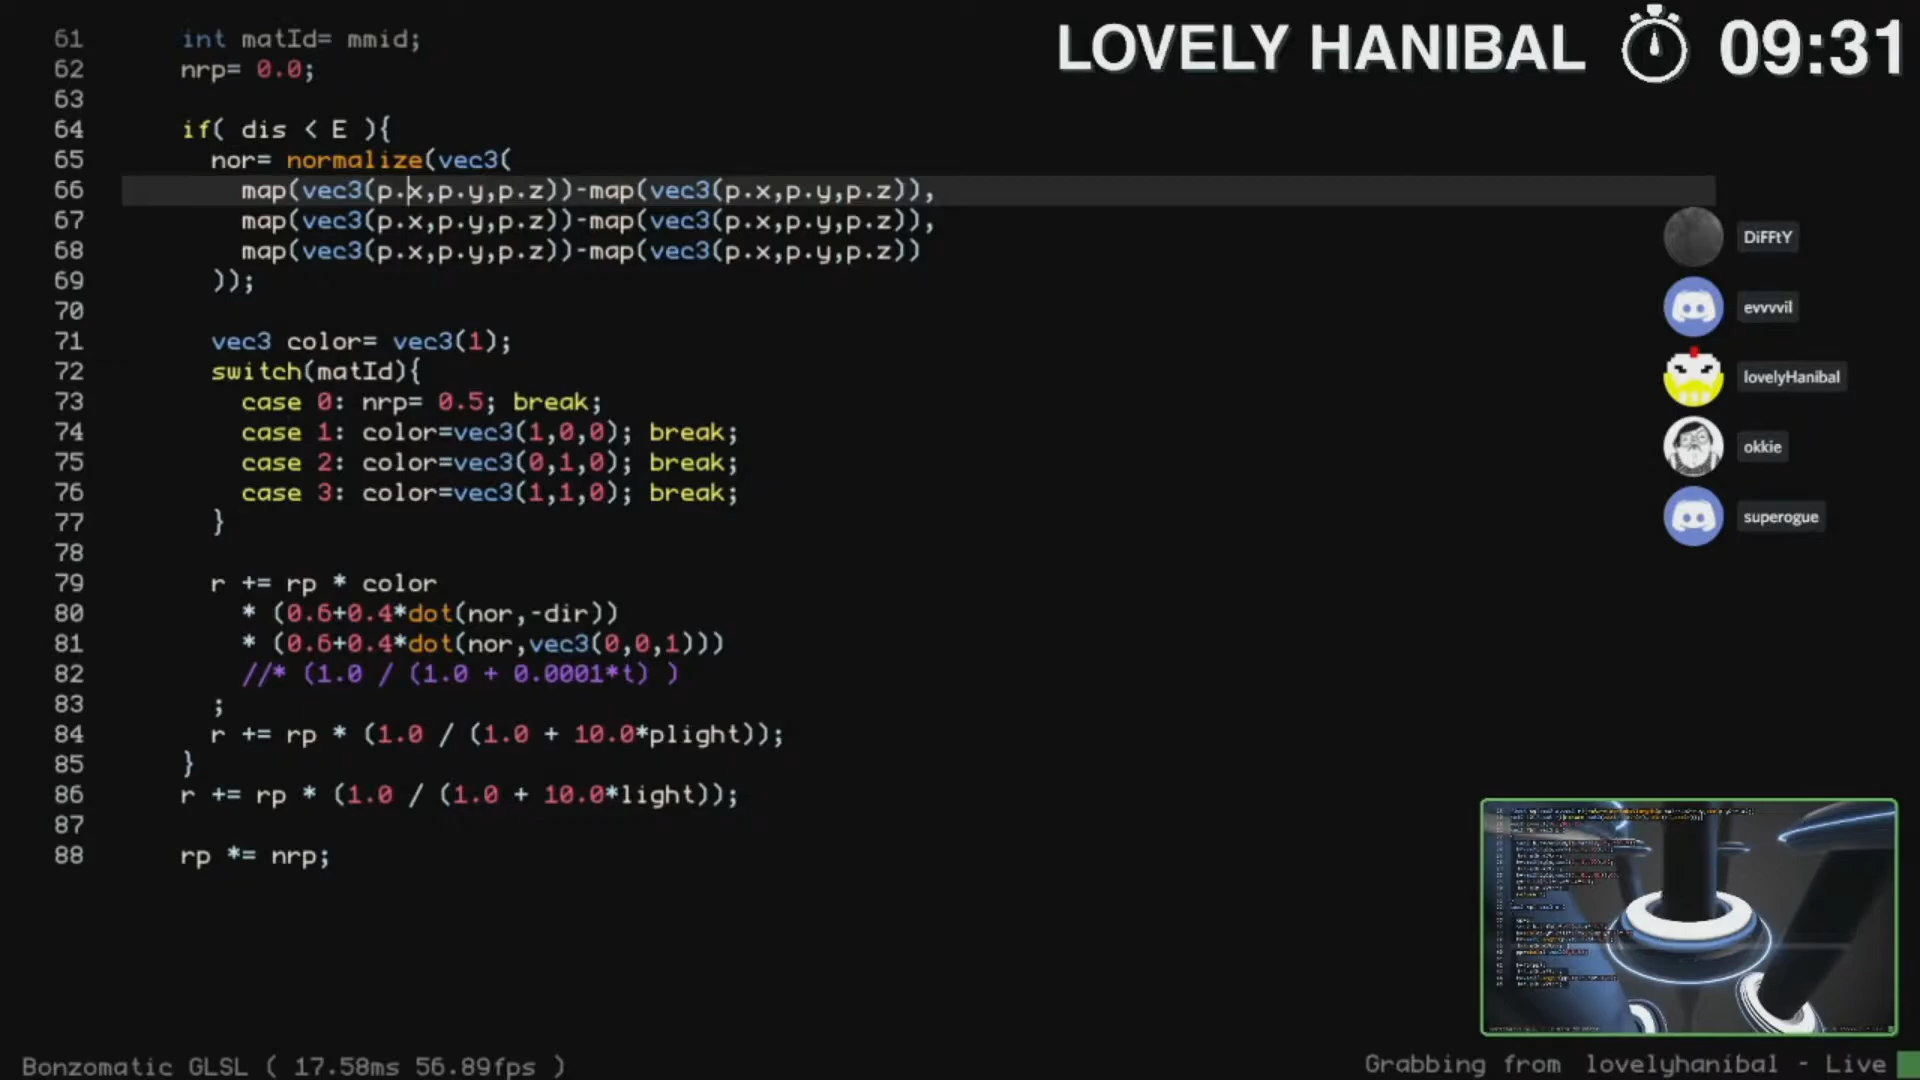 LOVELY HANIBAL 09:31
61 int matId= mmid;
62 nrp= 0.0;
63
64 if( dis < E ){
65 nor= normalize(vec3(
66 map(vec3(p.x,p.y,p.z))-map(vec3(p.x,p.y,p.z)),
67 map(vec3(p.x,p.y,p.z))-map(vec3(p.x,p.y,p.z)),
68 map(vec3(p.x,p.y,p.z))-map(vec3(p.x,p.y,p.z))
69 ));
70
71 vec3 color= vec3(1);
72 switch(matId){
73 case 0: nrp= 0.5; break;
74 case 1: color=vec3(1,0,0); break;
75 case 2: color=vec3(0,1,0); break;
76 case 3: color=vec3(1,1,0); break;
77 }
78
79 r += rp * color
80 * (0.6+0.4*dot(nor,-dir))
81 * (0.6+0.4*dot(nor,vec3(0,0,1)))
82 //* (1.0 / (1.0 + 0.0001*t) )
83 ;
84 r += rp * (1.0 / (1.0 + 10.0*plight));
85 }
86 r += rp * (1.0 / (1.0 + 10.0*light));
87
88 rp *= nrp;
DiFFtY
evvvvil
lovelyHanibal
okkie
superogue
Bonzomatic GLSL ( 17.58ms 56.89fps )
Grabbing from lovelyhanibal - Live